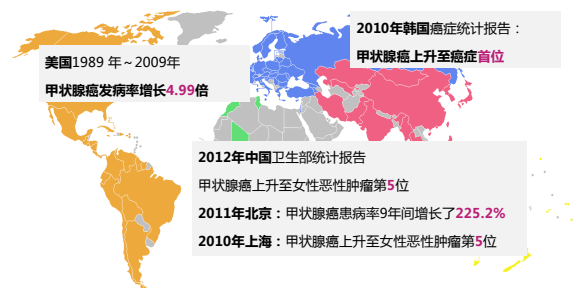 2010年韩国癌症统计报告：
甲状腺癌上升至癌症首位
美国1989 年～2009年
甲状腺癌发病率增长4.99倍
2012年中国卫生部统计报告
甲状腺癌上升至女性恶性肿瘤第5位
2011年北京：甲状腺癌患病率9年间增长了225.2%
2010年上海：甲状腺癌上升至女性恶性肿瘤第5位